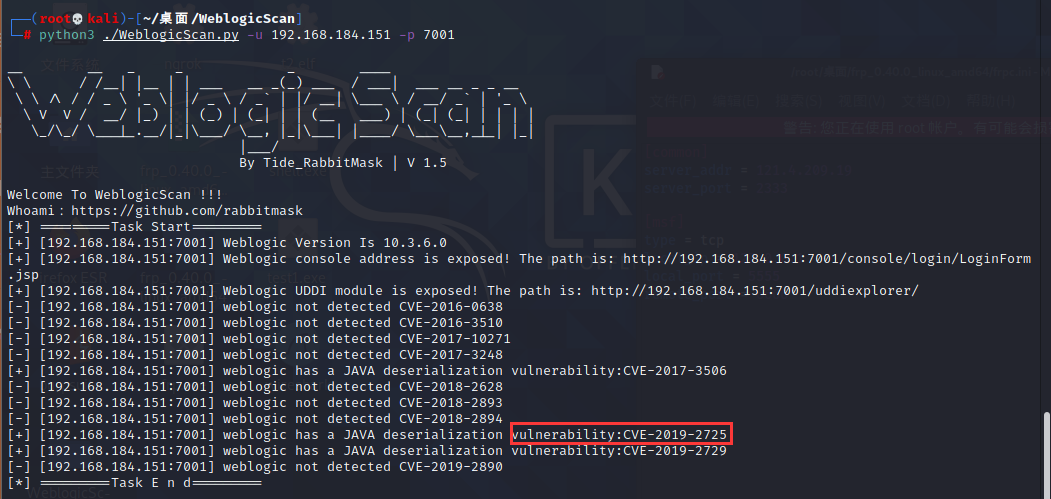 (root💀kali)-[~/桌面/WeblogicScan]
# python3 ./WeblogicScan.py -u 192.168.184.151 -p 7001
Weblogic Scan
By Tide_RabbitMask | V 1.5
Welcome To WeblogicScan !!!
Whoami：https://github.com/rabbitmask
[*] =========Task Start=========
[+] [192.168.184.151:7001] Weblogic Version Is 10.3.6.0
[+] [192.168.184.151:7001] Weblogic console address is exposed! The path is: http://192.168.184.151:7001/console/login/LoginForm
.jsp
[+] [192.168.184.151:7001] Weblogic UDDI module is exposed! The path is: http://192.168.184.151:7001/uddiexplorer/
[-] [192.168.184.151:7001] weblogic not detected CVE-2016-0638
[-] [192.168.184.151:7001] weblogic not detected CVE-2016-3510
[-] [192.168.184.151:7001] weblogic not detected CVE-2017-10271
[-] [192.168.184.151:7001] weblogic not detected CVE-2017-3248
[+] [192.168.184.151:7001] weblogic has a JAVA deserialization vulnerability:CVE-2017-3506
[-] [192.168.184.151:7001] weblogic not detected CVE-2018-2628
[-] [192.168.184.151:7001] weblogic not detected CVE-2018-2893
[-] [192.168.184.151:7001] weblogic not detected CVE-2018-2894
[+] [192.168.184.151:7001] weblogic has a JAVA deserialization vulnerability:CVE-2019-2725
[+] [192.168.184.151:7001] weblogic has a JAVA deserialization vulnerability:CVE-2019-2729
[-] [192.168.184.151:7001] weblogic not detected CVE-2019-2890
[*] =========Task E n d=========